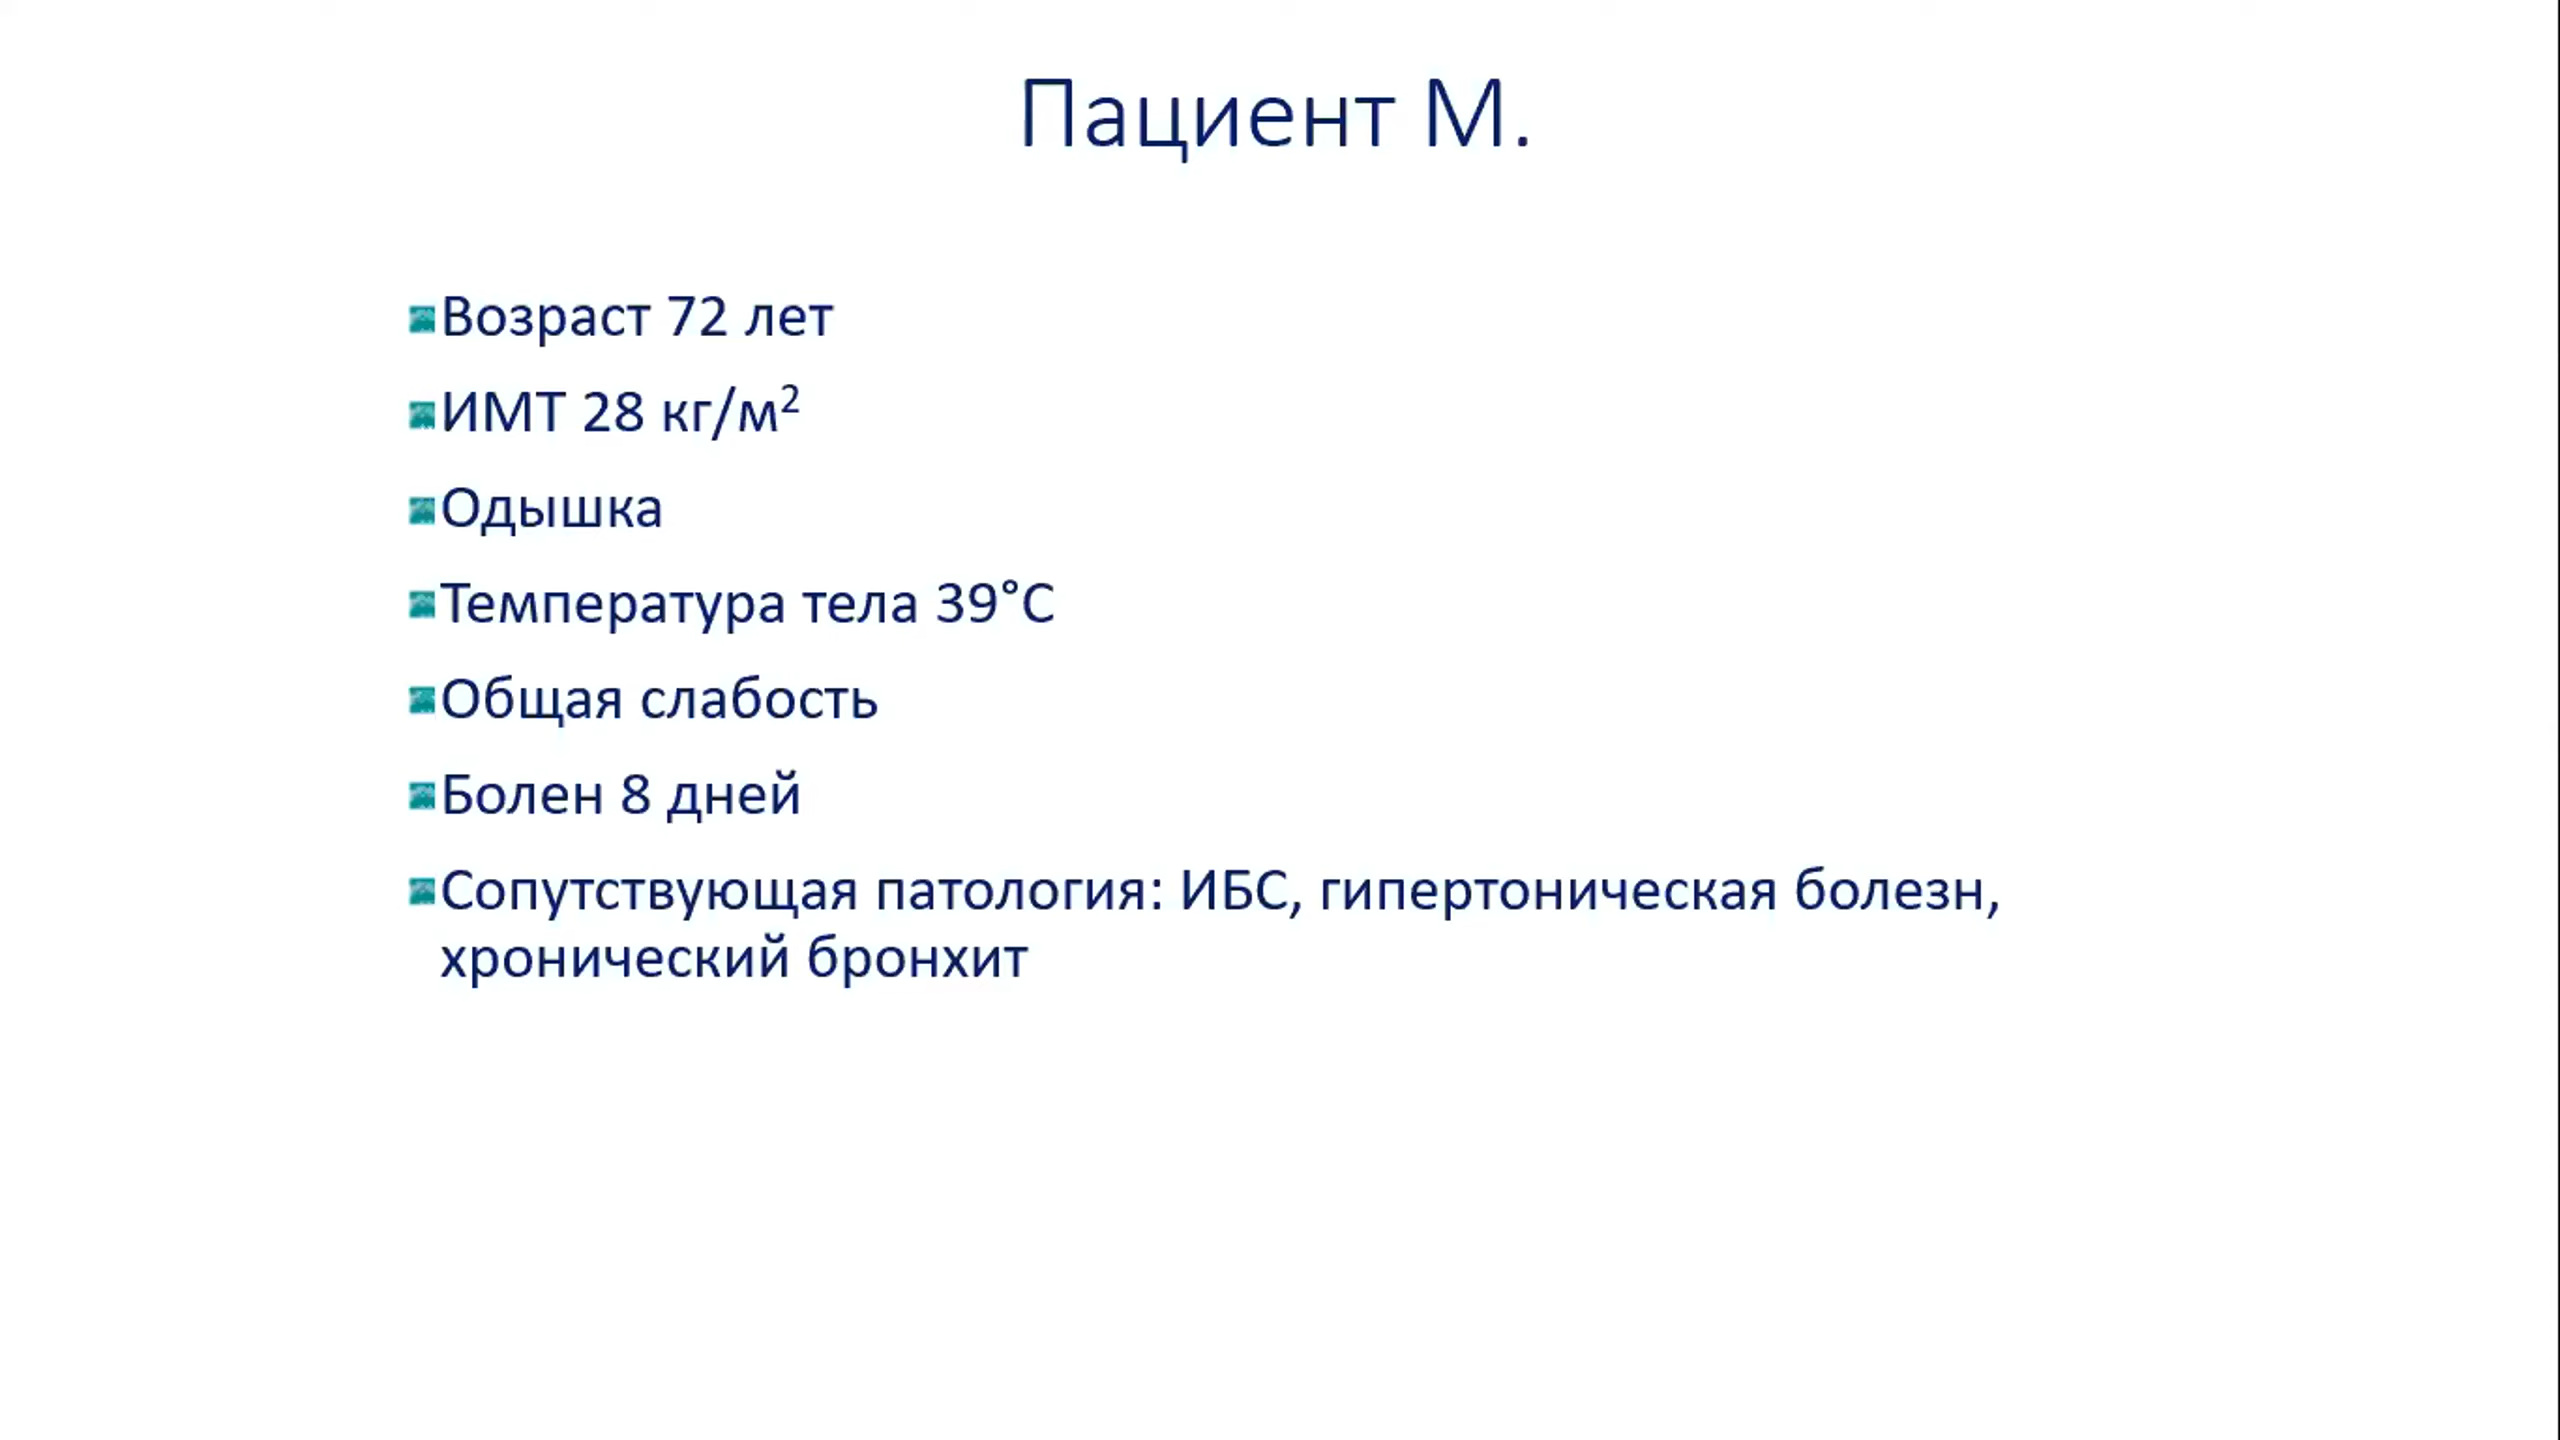 Пациент М.
Возраст 72 лет
ИМТ 28 кг/м²
Одышка
Температура тела 39°С
Общая слабость
Болен 8 дней
Сопутствующая патология: ИБС, гипертоническая болезн,
хронический бронхит